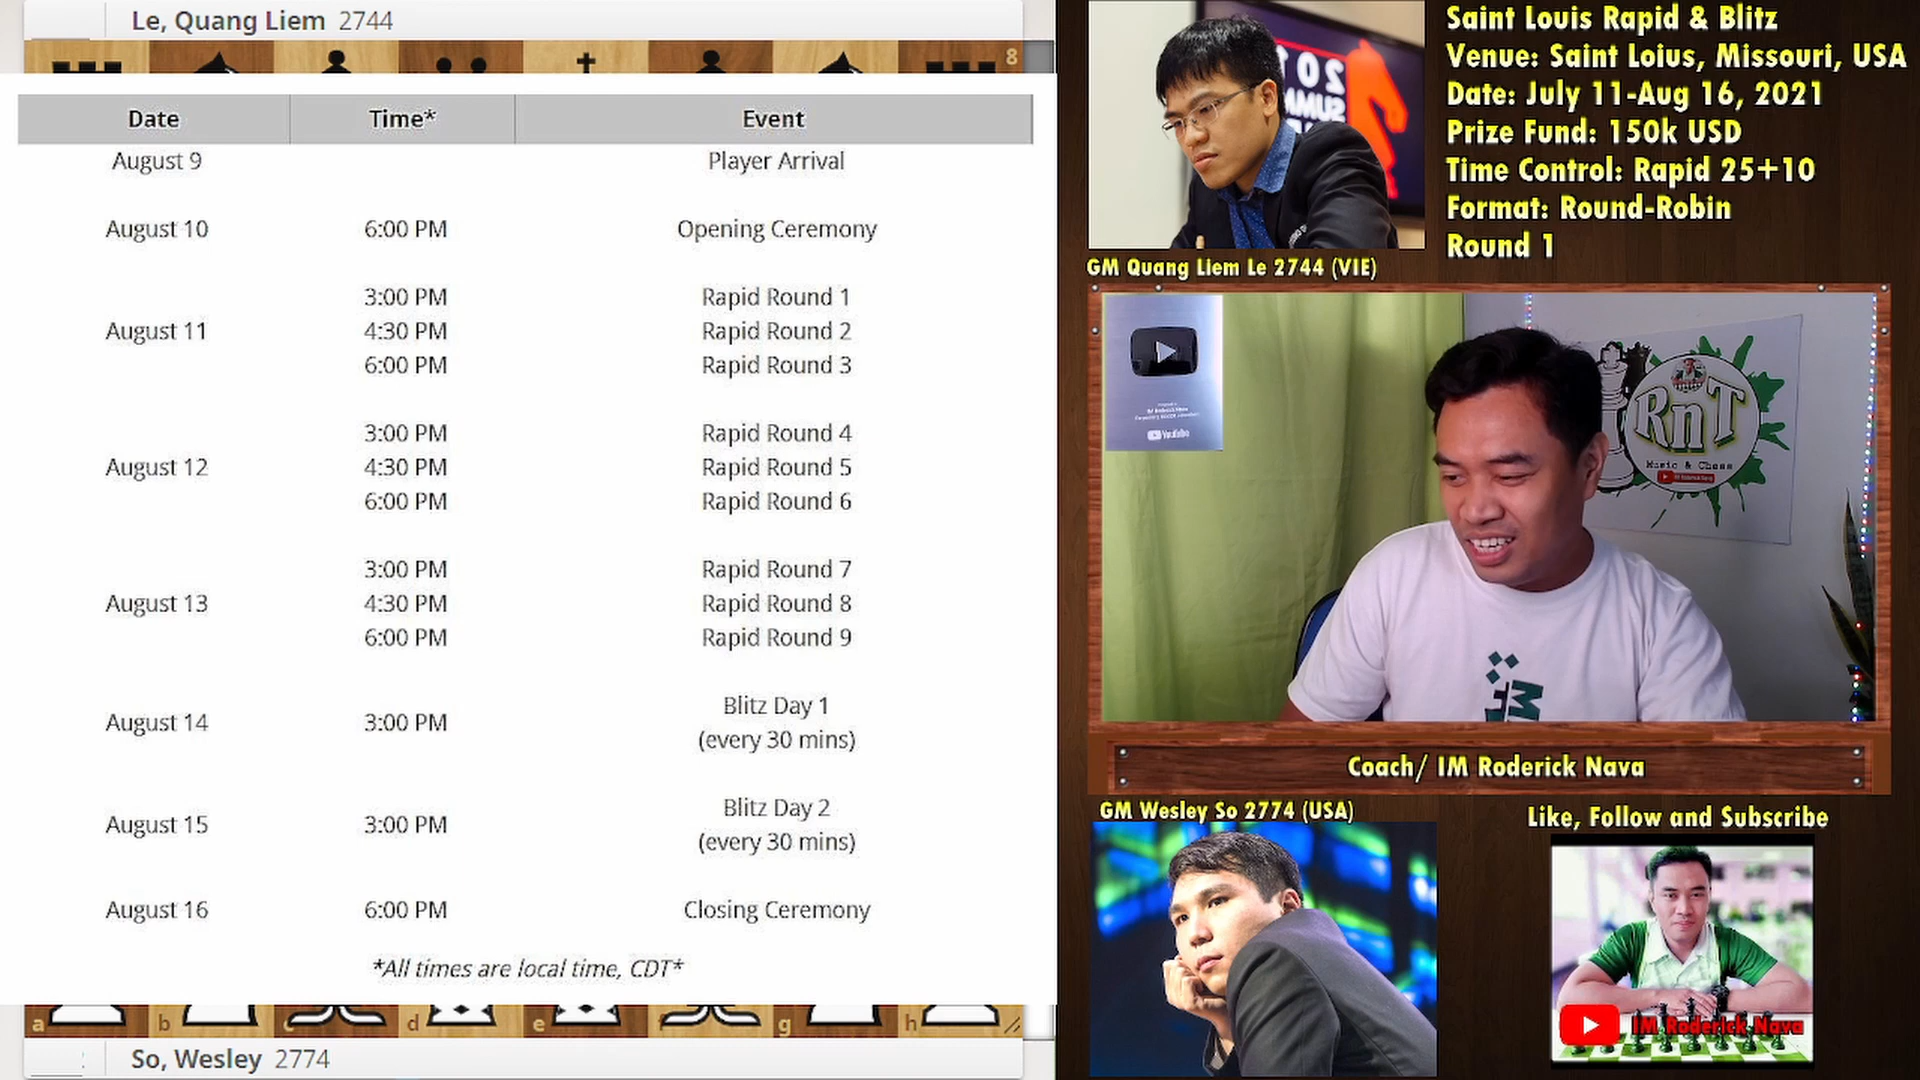 Le, Quang Liem 2744
8
Date Time* Event
August 9 Player Arrival
August 10 6:00 PM Opening Ceremony
3:00 PM Rapid Round 1
August 11 4:30 PM Rapid Round 2
6:00 PM Rapid Round 3
3:00 PM Rapid Round 4
August 12 4:30 PM Rapid Round 5
6:00 PM Rapid Round 6
3:00 PM Rapid Round 7
August 13 4:30 PM Rapid Round 8
6:00 PM Rapid Round 9
Blitz Day 1
August 14 3:00 PM
(every 30 mins)
Blitz Day 2
August 15 3:00 PM
(every 30 mins)
August 16 6:00 PM Closing Ceremony
*All times are local time, CDT*
a b c d e g h
So, Wesley 2774
Saint Louis Rapid & Blitz
Venue: Saint Loius, Missouri, USA
Date: July 11-Aug 16, 2021
Prize Fund: 150k USD
Time Control: Rapid 25+10
Format: Round-Robin
Round 1
GM Quang Liem Le 2744 (VIE)
YouTube
RnT
Music & Chess
Coach/ IM Roderick Nava
GM Wesley So 2774 (USA)
Like, Follow and Subscribe
IM Roderick Nava